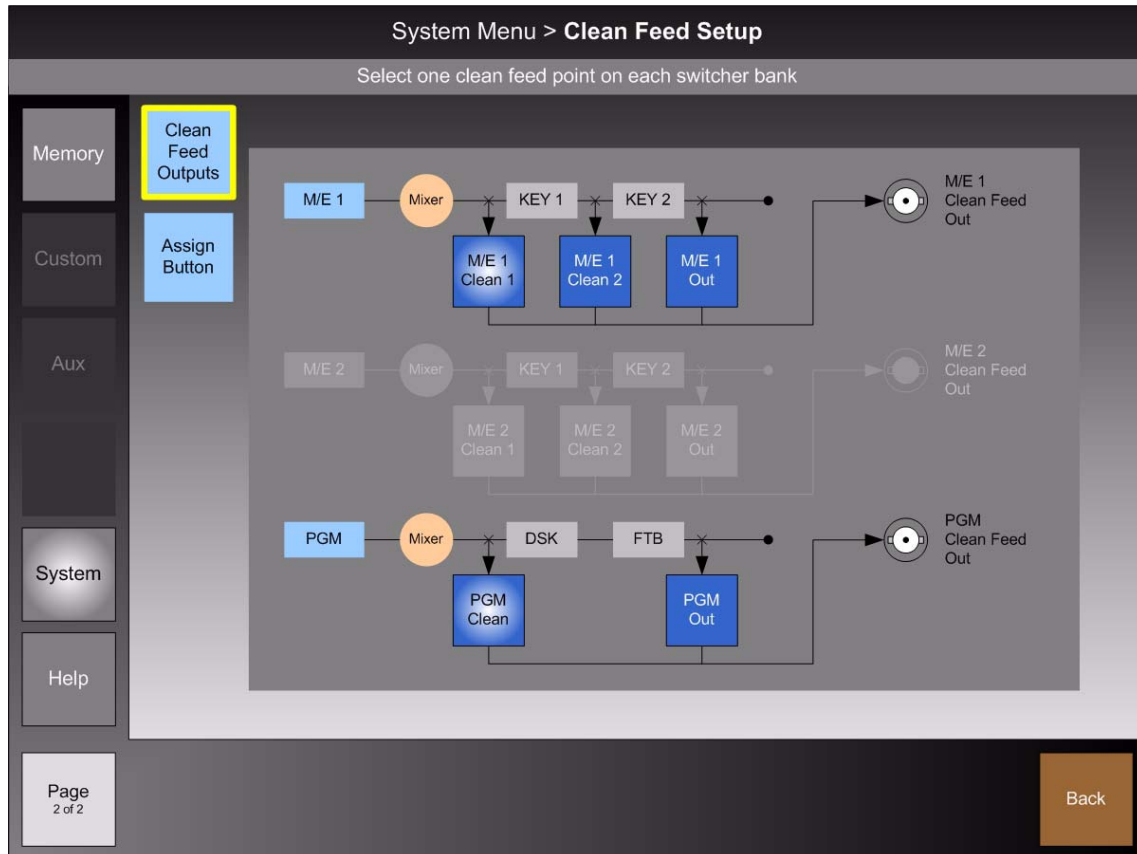 System Menu > Clean Feed Setup
Select one clean feed point on each switcher bank
Memory
Custom
Aux
System
Help
Page
2 of 2
Clean
Feed
Outputs
Assign
Button
M/E 1
Mixer
KEY 1
KEY 2
M/E 1
Clean Feed
Out
M/E 1
Clean 1
M/E 1
Clean 2
M/E 1
Out
M/E 2
Mixer
KEY 1
KEY 2
M/E 2
Clean Feed
Out
M/E 2
Clean 1
M/E 2
Clean 2
M/E 2
Out
PGM
Mixer
DSK
FTB
PGM
Clean Feed
Out
PGM
Clean
PGM
Out
Back